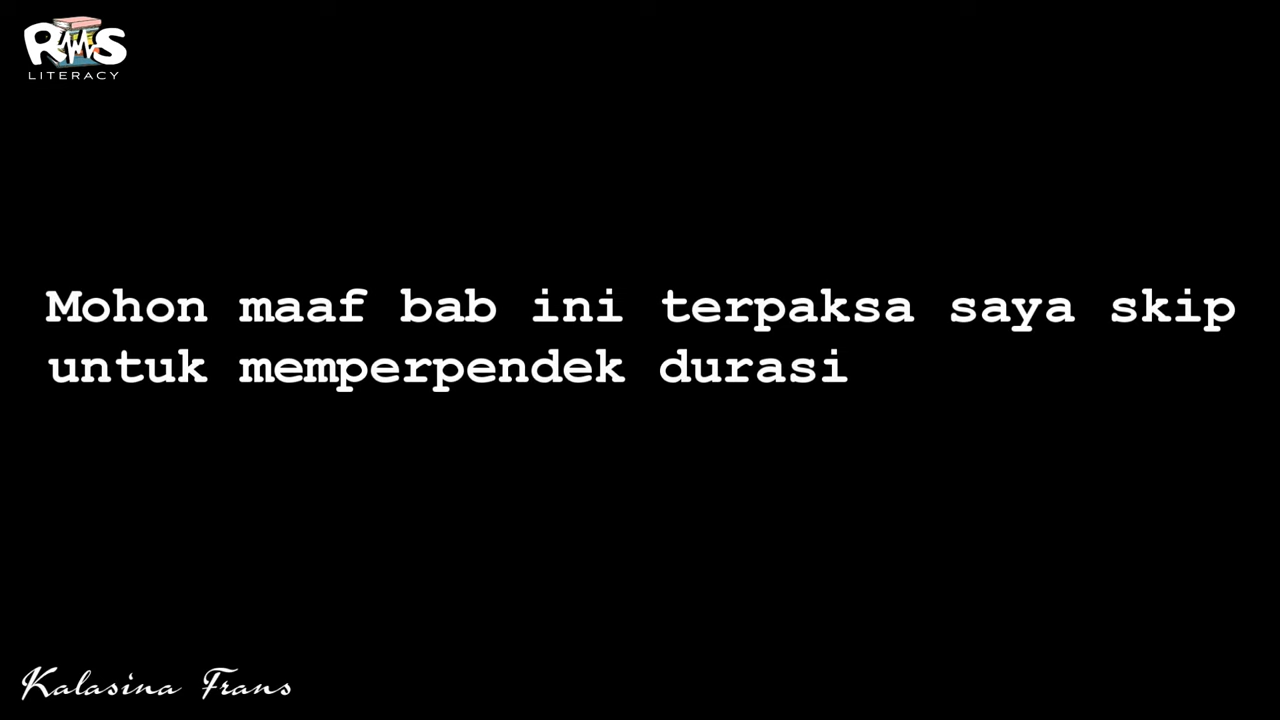 RMS
LITERACY
Mohon maaf bab ini terpaksa saya skip
untuk memperpendek durasi
Kalasina Frans